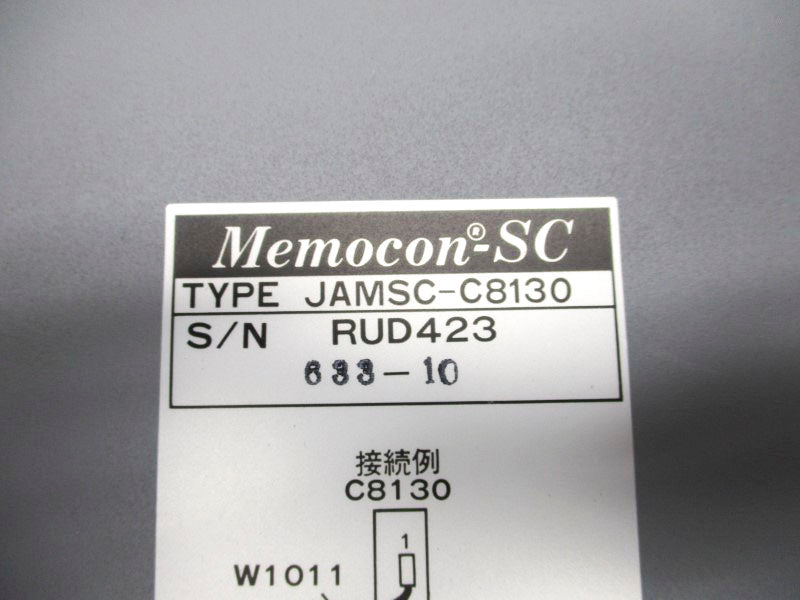 Memocon®-SC
TYPE JAMSC-C8130
S/N RUD423
633-10
接続例
C8130
1
W1011